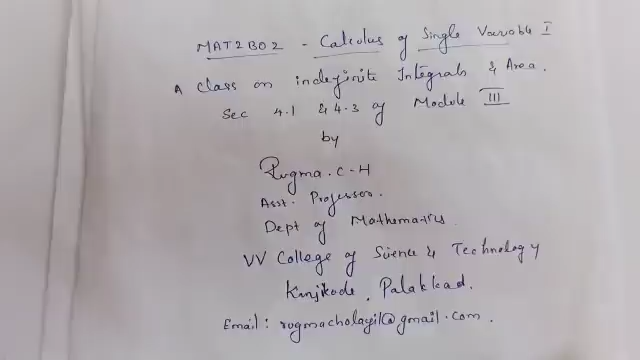 MAT2B02 - Calculus of Single Variable I
A Class on indefinite Integrals & Area.
Sec 4.1 & 4.3 of Module III
by
Rugma.C-H
Asst. Professor.
Dept of Mathematics.
VV College of Science & Technology
Kanjikode, Palakkad.
Email: rugmacholayil@gmail.com.